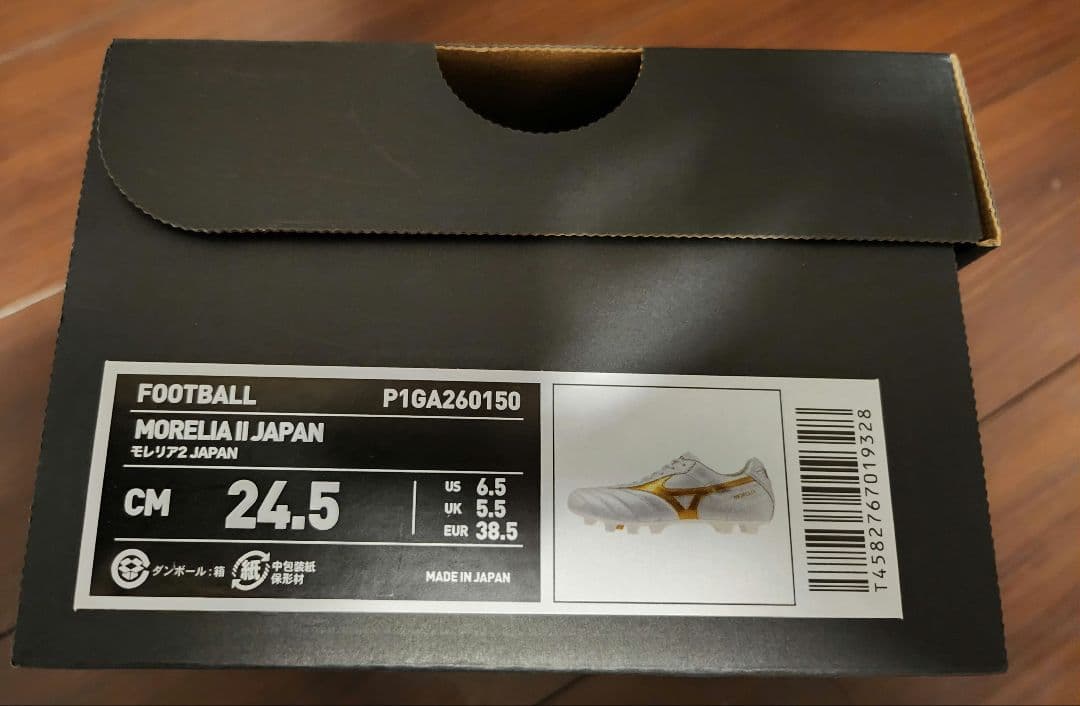 FOOTBALL P1GA260150
MORELIA II JAPAN
モレリア2 JAPAN
CM 24.5
US 6.5
UK 5.5
EUR 38.5
ダンボール:箱
紙 中包装紙
保形材
MADE IN JAPAN
MORELIA
T4582767019328